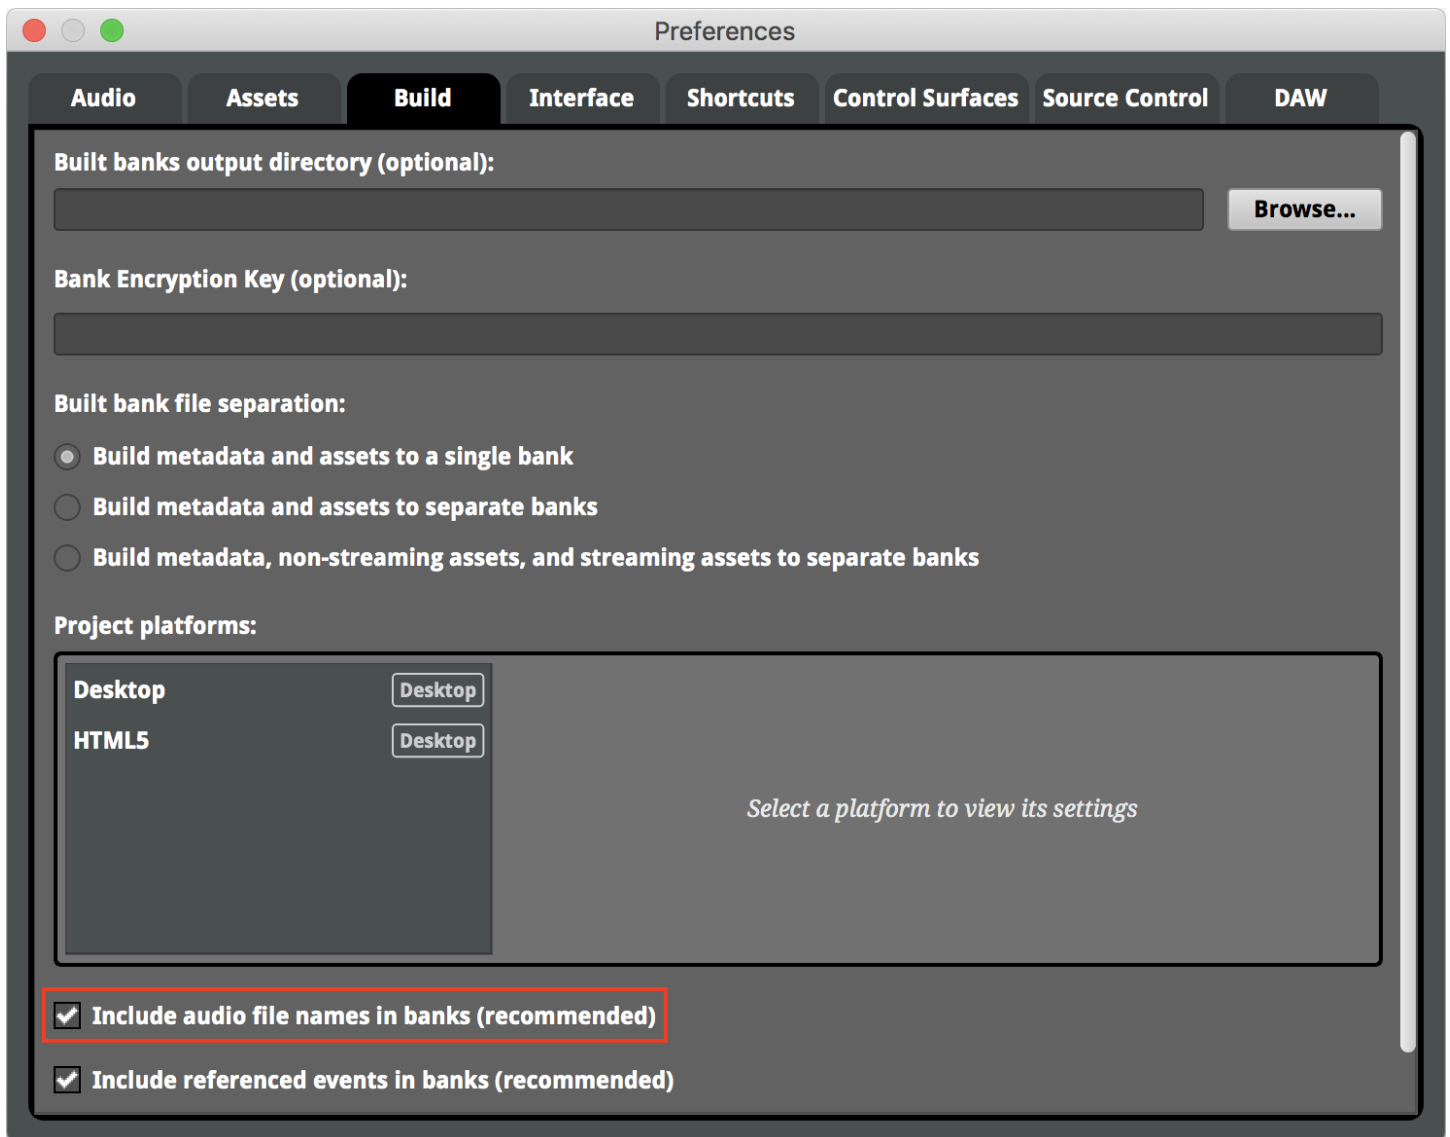 Preferences
Audio Assets Build Interface Shortcuts Control Surfaces Source Control DAW
Built banks output directory (optional):
Browse...
Bank Encryption Key (optional):
Built bank file separation:
Build metadata and assets to a single bank
Build metadata and assets to separate banks
Build metadata, non-streaming assets, and streaming assets to separate banks
Project platforms:
Desktop Desktop
HTML5 Desktop
Select a platform to view its settings
Include audio file names in banks (recommended)
Include referenced events in banks (recommended)